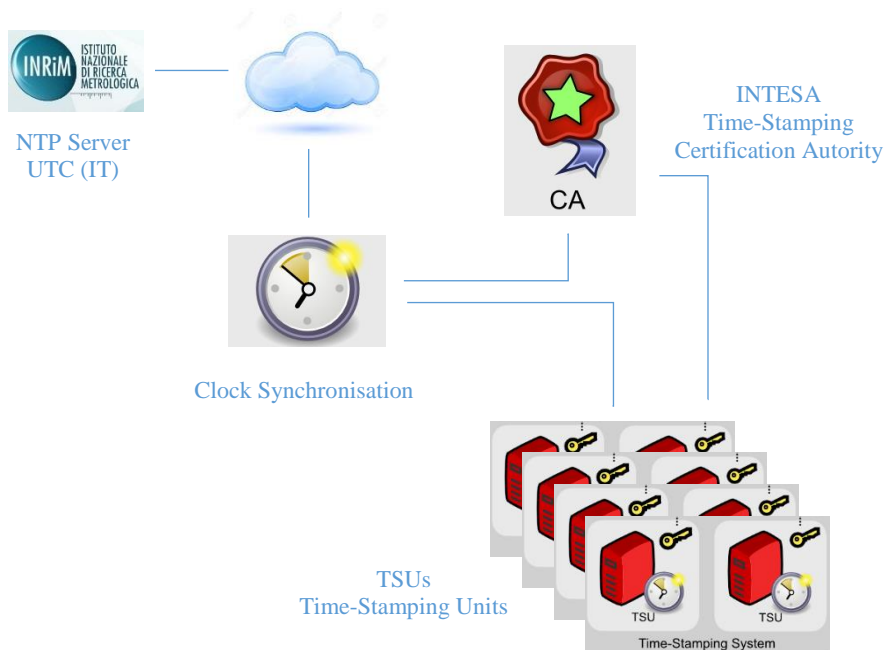 INRiM
ISTITUTO
NAZIONALE
DI RICERCA
METROLOGICA
NTP Server
UTC (IT)
CA
INTESA
Time-Stamping
Certification Autority
Clock Synchronisation
TSUs
Time-Stamping Units
TSU
TSU
Time-Stamping System